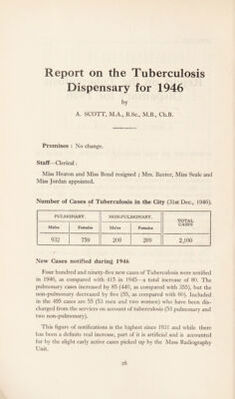 Report on the Tuberculosis
Dispensary for 1946
by
A. SCOTT, M.A., B.Sc., M.B., Ch.B.
Premises : No change.
Staff—Clerical :
Miss Heaton and Miss Bond resigned ; Mrs. Baxter, Miss Seale and
Miss Jordan appointed.
Number of Cases of Tuberculosis in the City (31st Dec., 1946).
PULMONARY. NON-PULMONARY. TOTAL CASES
Males Females Males Females
932 759 200 209 2,100
New Cases notified during 1946
Four hundred and ninety-five new cases of Tuberculosis were notified
in 1946, as compared with 415 in 1945—a total increase of 80. The
pulmonary cases increased by 85 (440, as compared with 355), but the
non-pulmonary decreased by five (55, as compared with 60). Included
in the 495 cases are 55 (53 men and two women) who have been dis-
charged from the services on account of tuberculosis (53 pulmonary and
two non-pulmonary).
This figure of notifications is the highest since 1931 and while there
has been a definite real increase, part of it is artificial and is accounted
for by the slight early active cases picked up by the Mass Radiography
Unit.